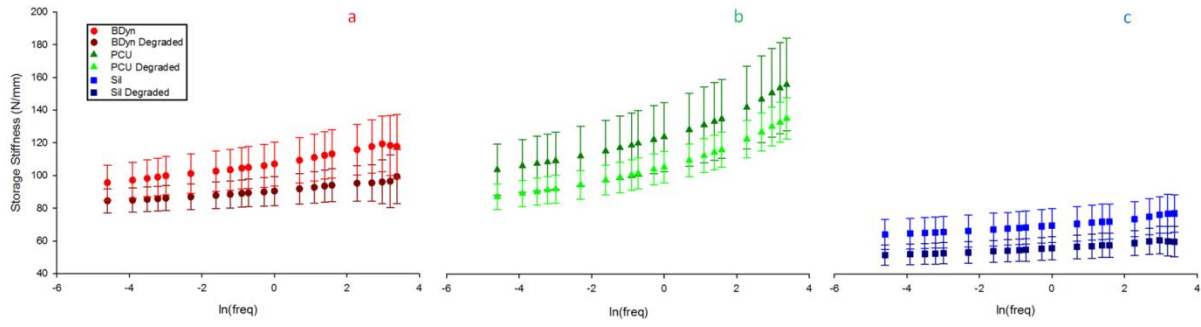 a
b
c
200
180
160
140
120
100
80
60
40
Storage Stiffness (N/mm)
BDyn
BDyn Degraded
PCU
PCU Degraded
Sil
Sil Degraded
-6 -4 -2 0 2 4
-6 -4 -2 0 2 4
-6 -4 -2 0 2 4
ln(freq)
ln(freq)
ln(freq)